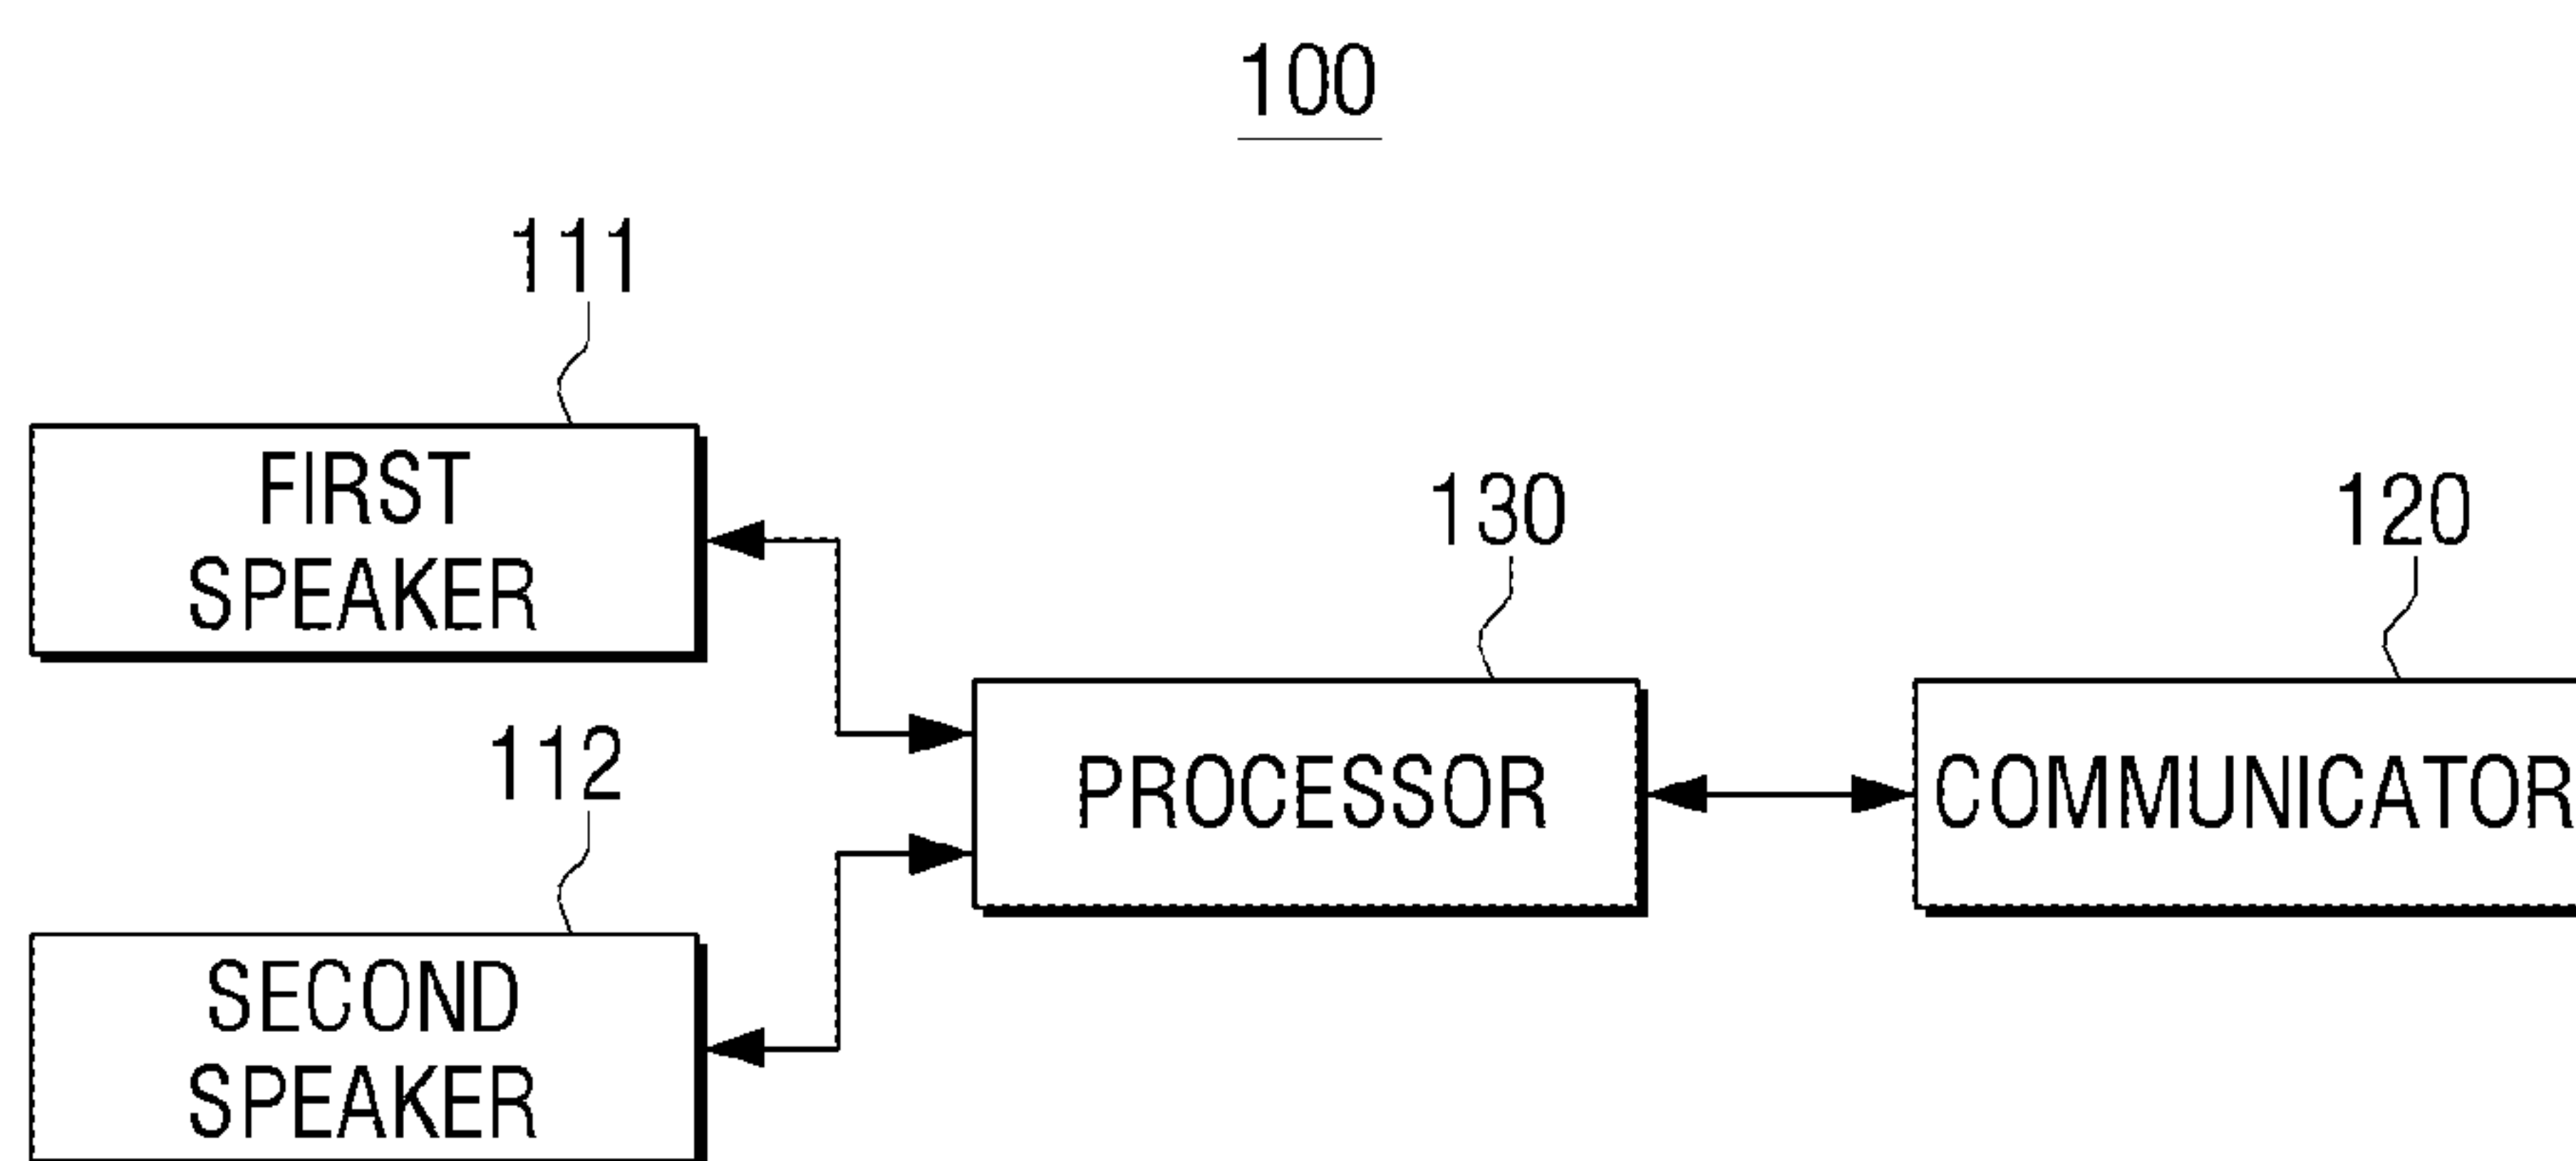 100
111
FIRST
SPEAKER
130
120
112
PROCESSOR
COMMUNICATOR
SECOND
SPEAKER